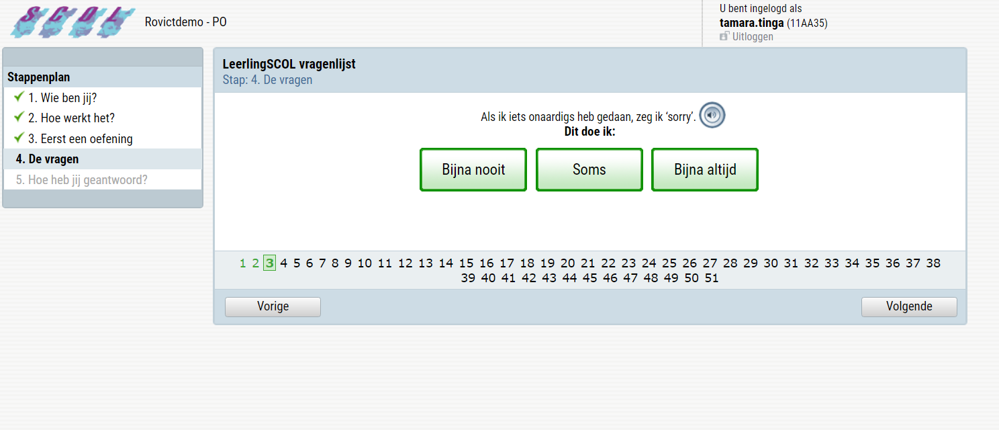 SCOL
Rovictdemo - PO
U bent ingelogd als
tamara.tinga (11AA35)
Uitloggen
Stappenplan
1. Wie ben jij?
2. Hoe werkt het?
3. Eerst een oefening
4. De vragen
5. Hoe heb jij geantwoord?
LeerlingSCOL vragenlijst
Stap: 4. De vragen
Als ik iets onaardigs heb gedaan, zeg ik ‘sorry’.
Dit doe ik:
Bijna nooit Soms Bijna altijd
1 2 3 4 5 6 7 8 9 10 11 12 13 14 15 16 17 18 19 20 21 22 23 24 25 26 27 28 29 30 31 32 33 34 35 36 37 38
39 40 41 42 43 44 45 46 47 48 49 50 51
Vorige Volgende